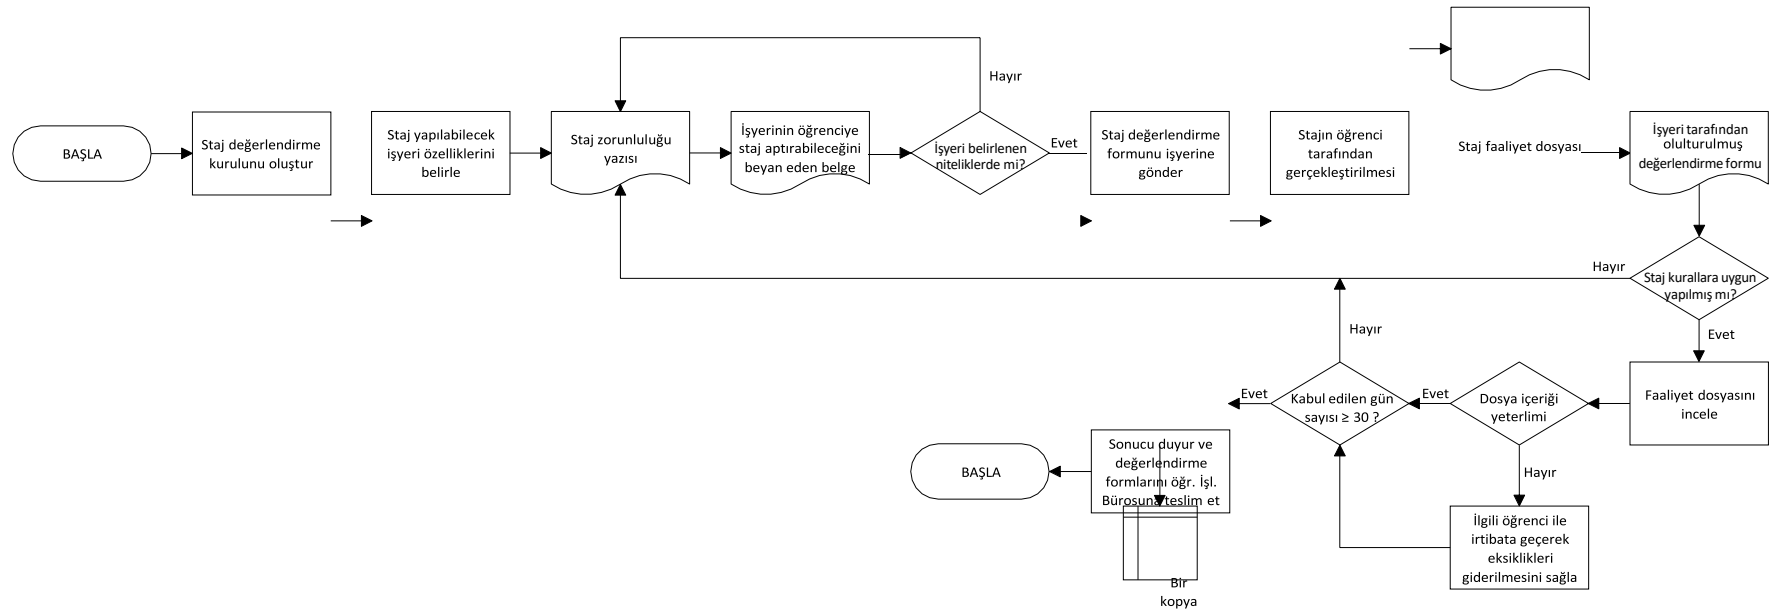 BAŞLA
Staj değerlendirme
kurulunu oluştur
Staj yapılabilecek
işyeri özelliklerini
belirle
Staj zorunluluğu
yazısı
İşyerinin öğrenciye
staj aptırabileceğini
beyan eden belge
Hayır
İşyeri belirlenen
niteliklerde mi?
Evet
Staj değerlendirme
formunu işyerine
gönder
Stajın öğrenci
tarafından
gerçekleştirilmesi
Staj faaliyet dosyası
İşyeri tarafından
olulturulmuş
değerlendirme formu
Hayır
Staj kurallara uygun
yapılmış mı?
Evet
Faaliyet dosyasını
incele
Dosya içeriği
yeterlimi
Evet
Hayır
İlgili öğrenci ile
irtibata geçerek
eksiklikleri
giderilmesini sağla
Kabul edilen gün
sayısı ≥ 30 ?
Hayır
Evet
Sonucu duyur ve
değerlendirme
formlarını öğr. İşl.
Bürosuna teslim et
BAŞLA
Bir
kopya